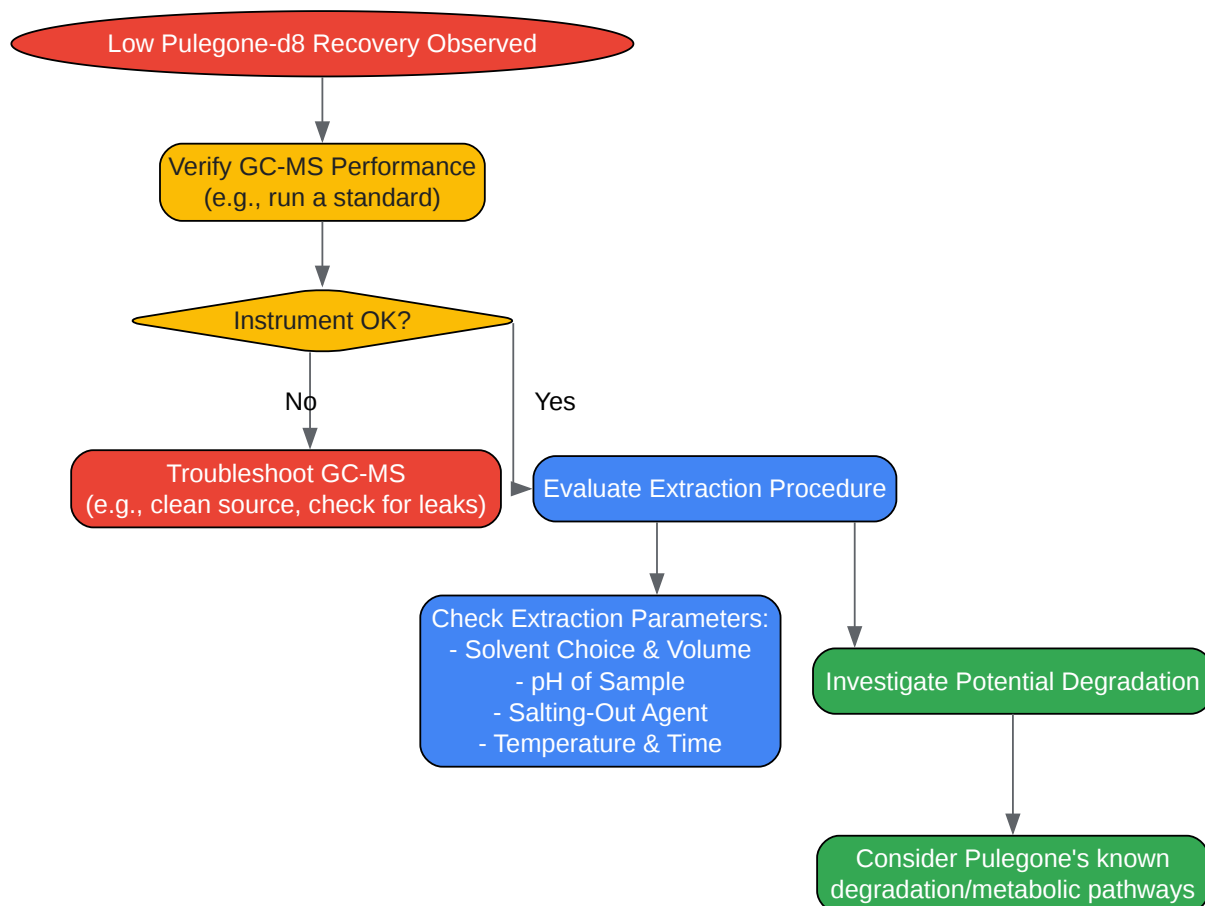 Low Pulegone-d8 Recovery Observed
Verify GC-MS Performance
(e.g., run a standard)
Instrument OK?
No
Yes
Troubleshoot GC-MS
(e.g., clean source, check for leaks)
Evaluate Extraction Procedure
Check Extraction Parameters:
- Solvent Choice & Volume
- pH of Sample
- Salting-Out Agent
- Temperature & Time
Investigate Potential Degradation
Consider Pulegone's known
degradation/metabolic pathways